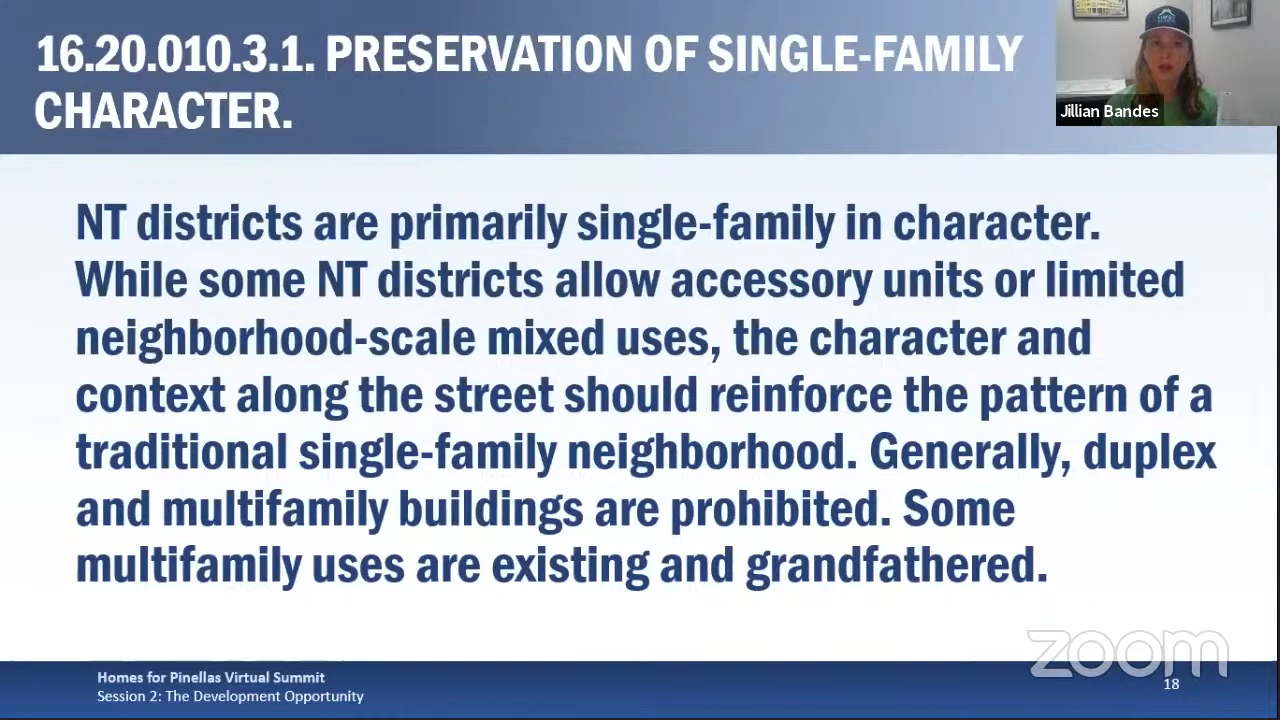 16.20.010.3.1. PRESERVATION OF SINGLE-FAMILY
CHARACTER.
Jillian Bandes
NT districts are primarily single-family in character.
While some NT districts allow accessory units or limited
neighborhood-scale mixed uses, the character and
context along the street should reinforce the pattern of a
traditional single-family neighborhood. Generally, duplex
and multifamily buildings are prohibited. Some
multifamily uses are existing and grandfathered.
zoom
Homes for Pinellas Virtual Summit
Session 2: The Development Opportunity
18